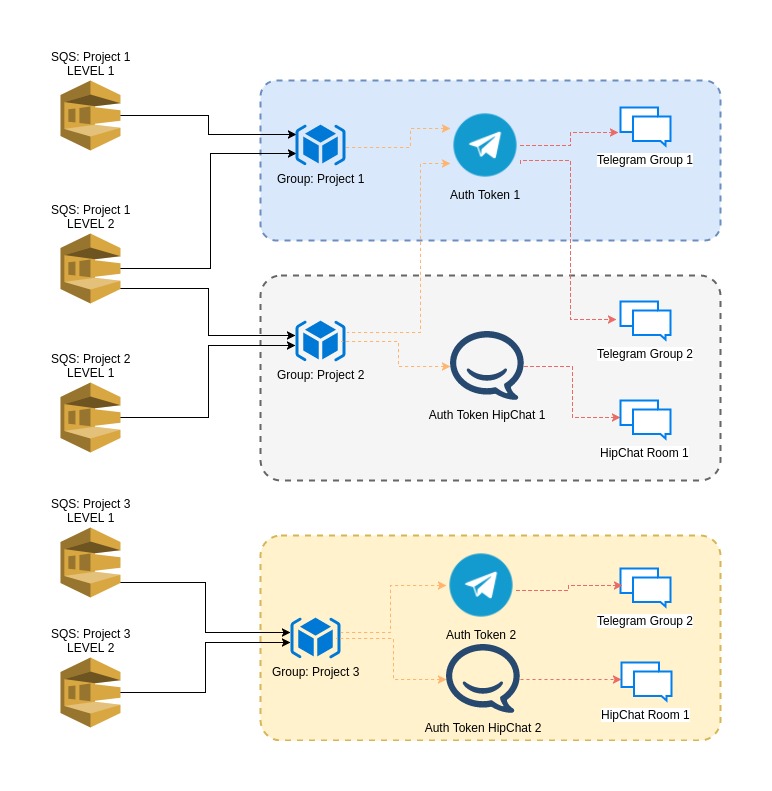 SQS: Project 1
LEVEL 1
Group: Project 1
Auth Token 1
Telegram Group 1
SQS: Project 1
LEVEL 2
SQS: Project 2
LEVEL 1
Group: Project 2
Auth Token HipChat 1
Telegram Group 2
HipChat Room 1
SQS: Project 3
LEVEL 1
SQS: Project 3
LEVEL 2
Group: Project 3
Auth Token 2
Auth Token HipChat 2
Telegram Group 2
HipChat Room 1